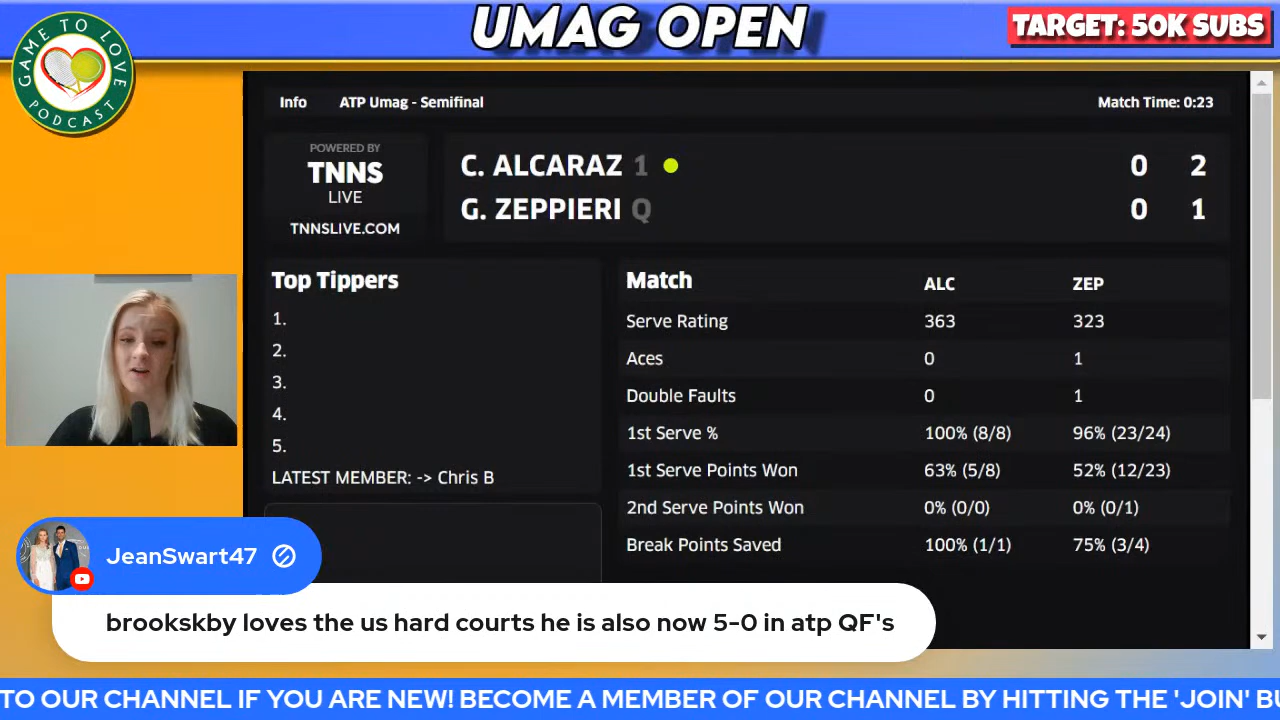 GAME TO LOVE
PODCAST
UMAG OPEN
TARGET: 50K SUBS
Info ATP Umag - Semifinal Match Time: 0:23
POWERED BY
TNNS
LIVE
TNNSLIVE.COM
C. ALCARAZ 1 0 2
G. ZEPPIERI Q 0 1
Top Tippers
1.
2.
3.
4.
5.
LATEST MEMBER: -> Chris B
Match ALC ZEP
Serve Rating 363 323
Aces 0 1
Double Faults 0 1
1st Serve % 100% (8/8) 96% (23/24)
1st Serve Points Won 63% (5/8) 52% (12/23)
2nd Serve Points Won 0% (0/0) 0% (0/1)
Break Points Saved 100% (1/1) 75% (3/4)
JeanSwart47
brookskby loves the us hard courts he is also now 5-0 in atp QF's
TO OUR CHANNEL IF YOU ARE NEW! BECOME A MEMBER OF OUR CHANNEL BY HITTING THE 'JOIN' BU